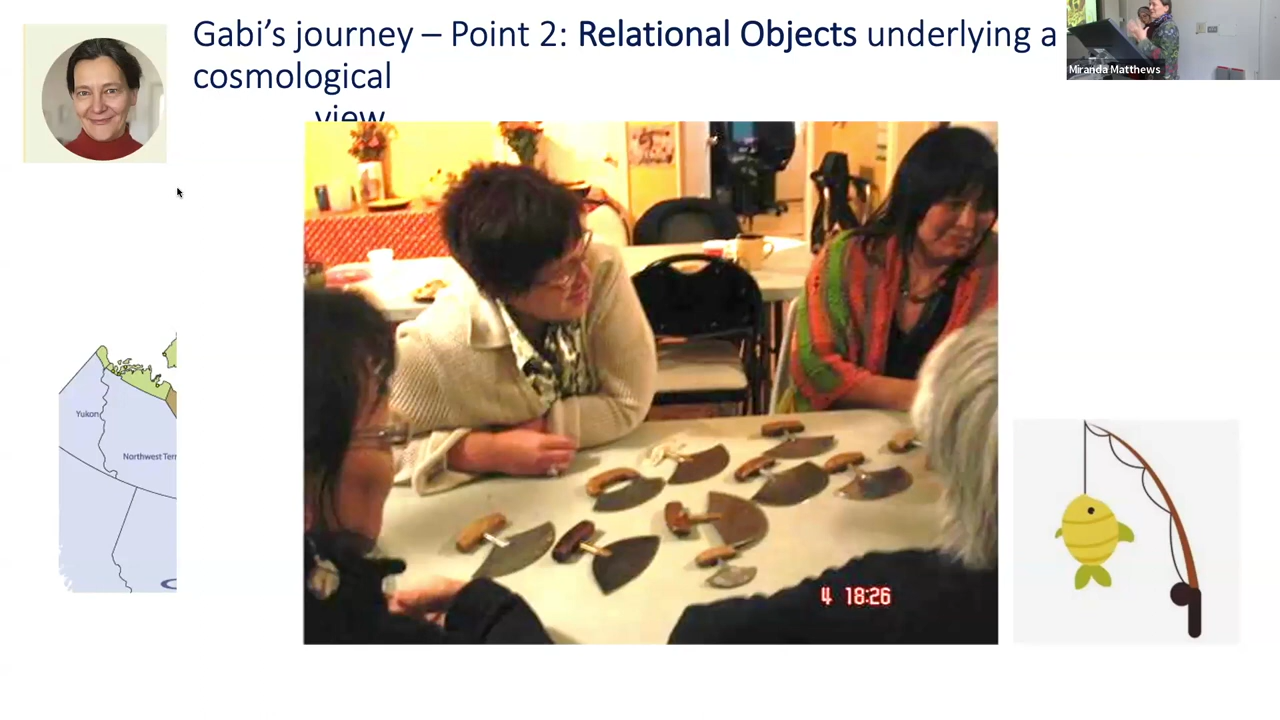 Gabi’s journey – Point 2: Relational Objects underlying a
cosmological
view
Miranda Matthews
Yukon
Northwest Terr
4 18:26